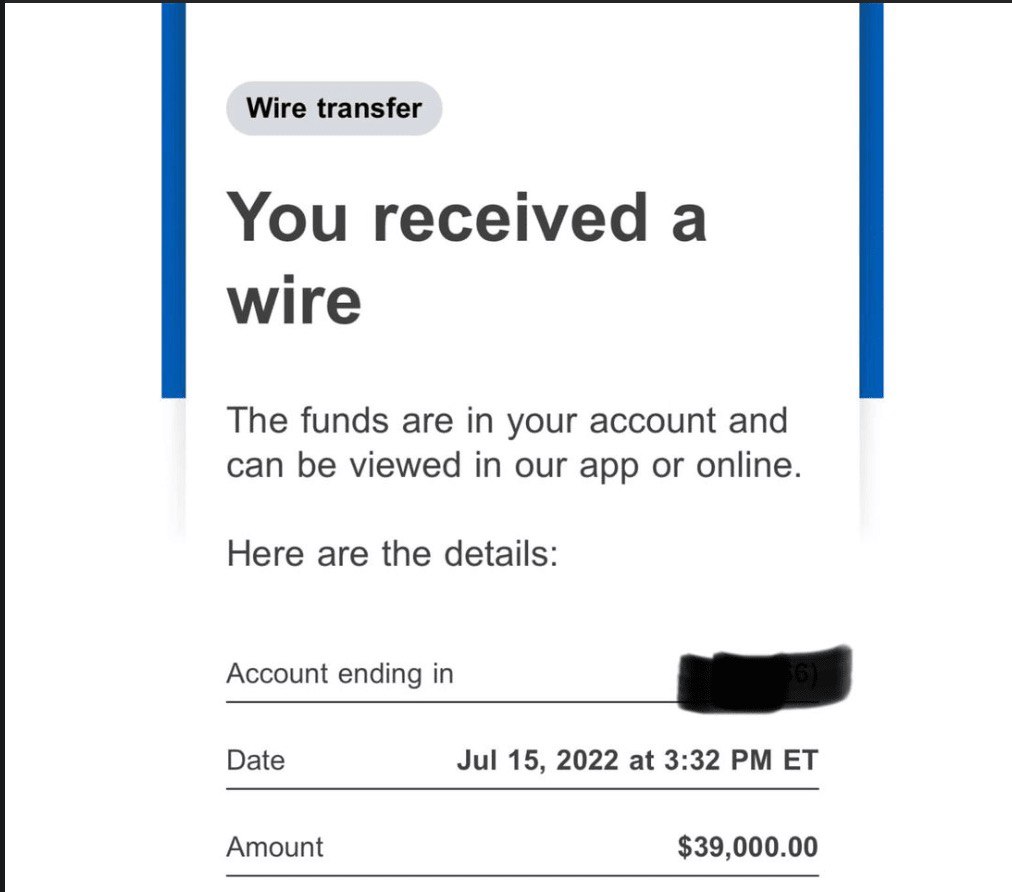 Wire transfer
You received a
wire
The funds are in your account and
can be viewed in our app or online.
Here are the details:
Account ending in
Date Jul 15, 2022 at 3:32 PM ET
Amount $39,000.00